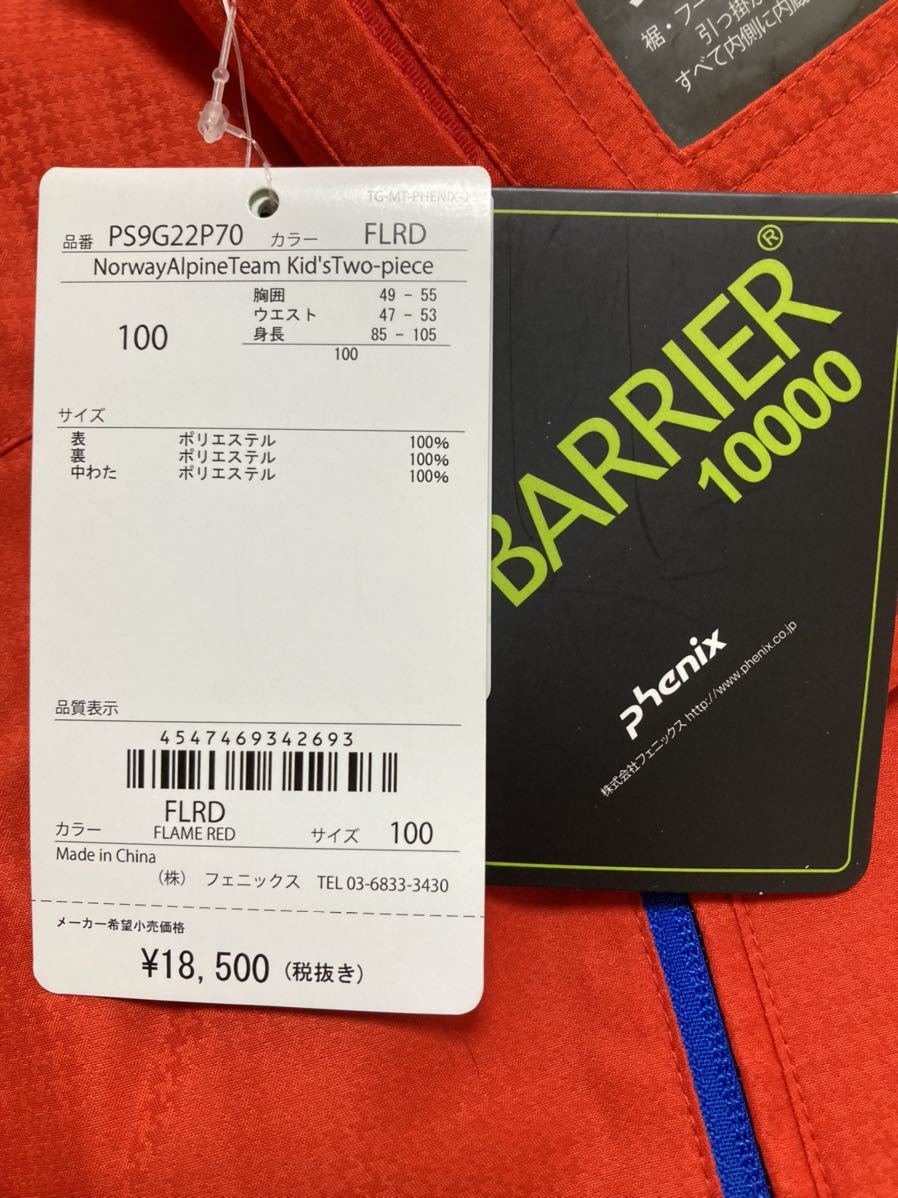 裾・フー
引っ掛か
すべて内側に内蔵
TG-MT-PHENIX-J
品番 PS9G22P70 カラー FLRD
NorwayAlpineTeam Kid'sTwo-piece
100
胸囲 49 - 55
ウエスト 47 - 53
身長 85 - 105
100
サイズ
表 ポリエステル 100%
裏 ポリエステル 100%
中わた ポリエステル 100%
品質表示
4547469342693
FLRD
カラー FLAME RED サイズ 100
Made in China
(株) フェニックス TEL 03-6833-3430
メーカー希望小売価格
¥18,500 (税抜き)
BARRIER®
10000
phenix
株式会社フェニックス http://www.phenix.co.jp